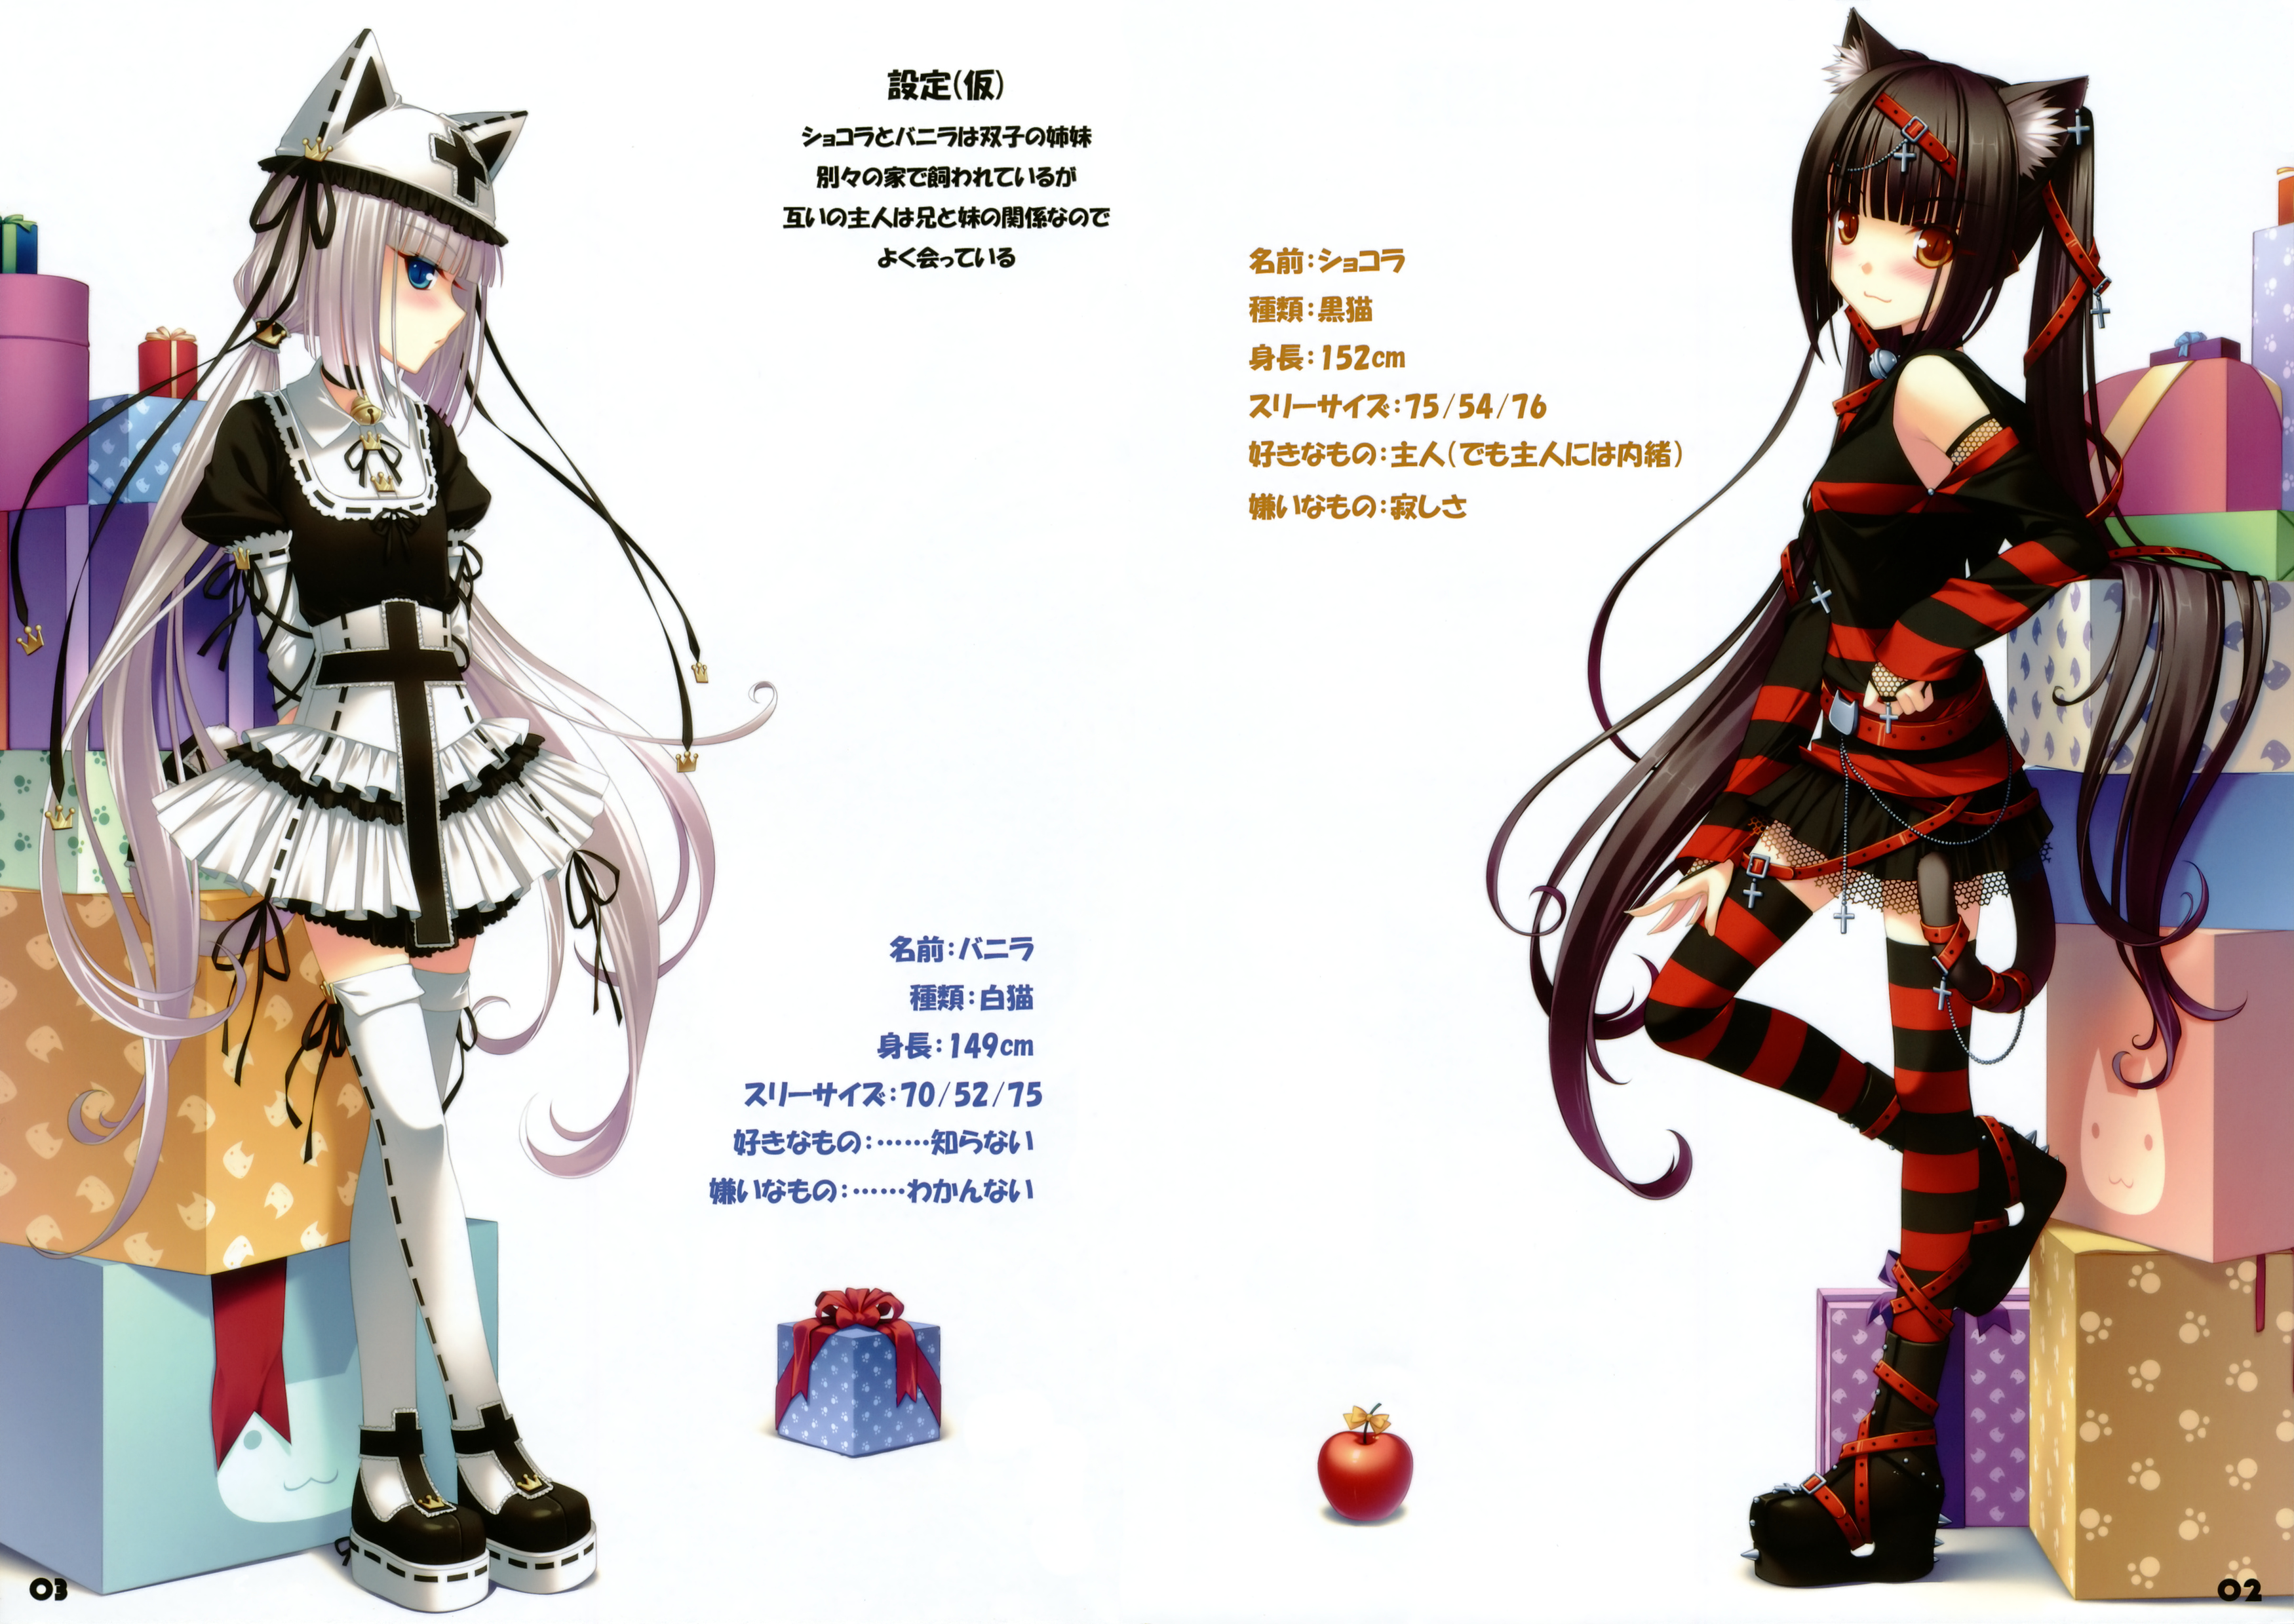 設定(仮)
ショコラとバニラは双子の姉妹
別々の家で飼われているが
互いの主人は兄と妹の関係なので
よく会っている
名前:ショコラ
種類:黒猫
身長:152cm
スリーサイズ:75/54/76
好きなもの:主人(でも主人には内緒)
嫌いなもの:寂しさ
名前:バニラ
種類:白猫
身長:149cm
スリーサイズ:70/52/75
好きなもの:……知らない
嫌いなもの:……わかんない
03
02